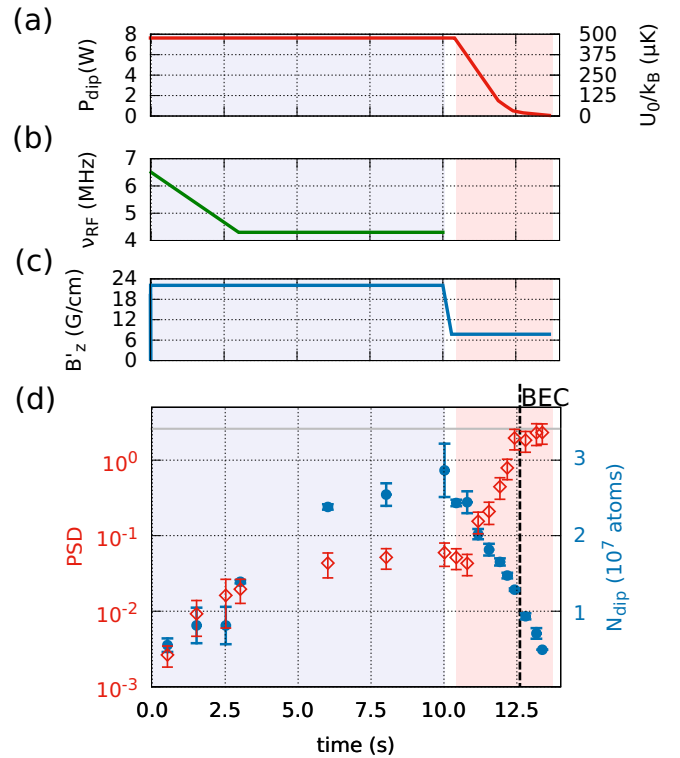 (a)
P_dip(W)
8
6
4
2
0
500
375
250
125
0
U_0/k_B (μK)
(b)
ν_RF (MHz)
7
6
5
4
(c)
B'_z (G/cm)
24
18
12
6
0
(d)
BEC
PSD
10^0
10^-1
10^-2
10^-3
3
2
1
N_dip (10^7 atoms)
0.0 2.5 5.0 7.5 10.0 12.5
time (s)